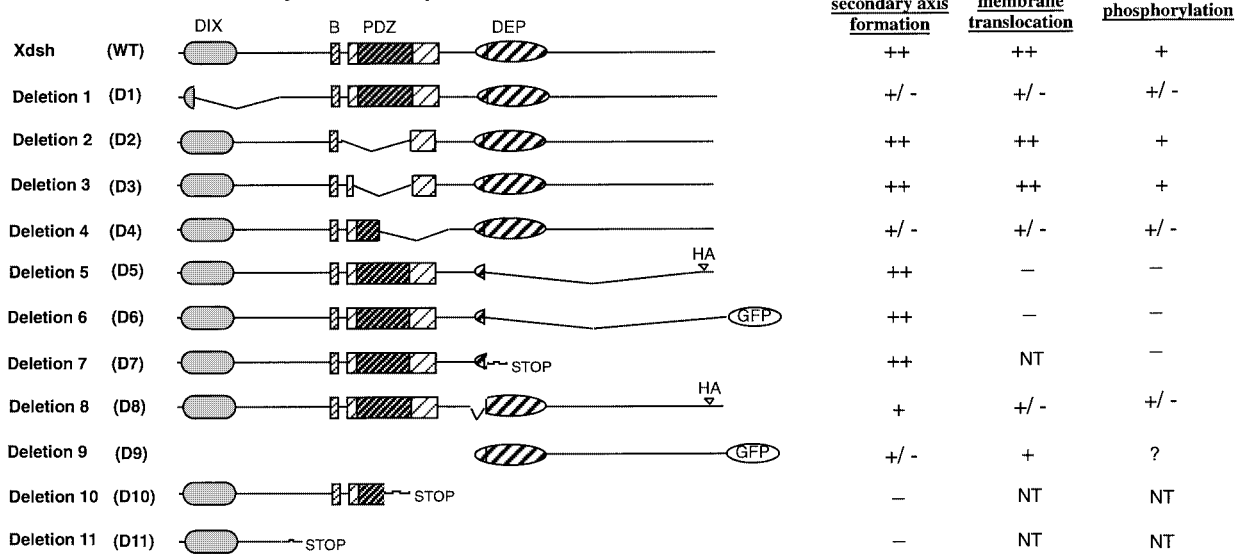 secondary axis formation
membrane translocation
phosphorylation
DIX B PDZ DEP
Xdsh (WT) ++ ++ +
Deletion 1 (D1) +/ - +/ - +/ -
Deletion 2 (D2) ++ ++ +
Deletion 3 (D3) ++ ++ +
Deletion 4 (D4) +/ - +/ - +/ -
HA
Deletion 5 (D5) ++ – –
Deletion 6 (D6) GFP ++ – –
Deletion 7 (D7) STOP ++ NT –
HA
Deletion 8 (D8) + +/ - +/ -
Deletion 9 (D9) GFP +/ - + ?
Deletion 10 (D10) STOP – NT NT
Deletion 11 (D11) STOP – NT NT